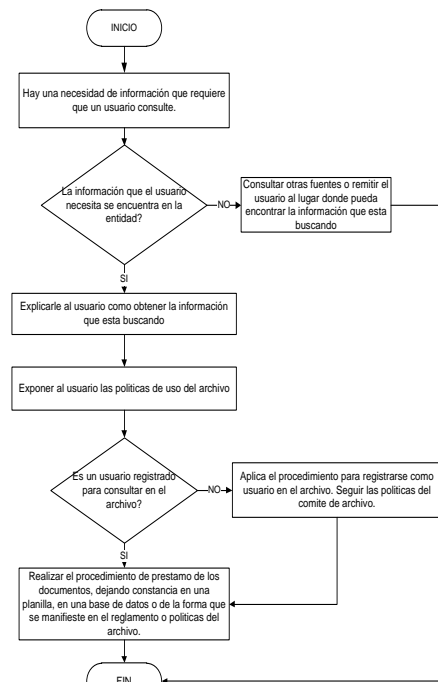 INICIO
Hay una necesidad de información que requiere
que un usuario consulte.
La información que el usuario
necesita se encuentra en la
entidad?
NO
Consultar otras fuentes o remitir el
usuario al lugar donde pueda
encontrar la información que esta
buscando
SI
Explicarle al usuario como obtener la información
que esta buscando
Exponer al usuario las politicas de uso del archivo
Es un usuario registrado
para consultar en el
archivo?
NO
Aplica el procedimiento para registrarse como
usuario en el archivo. Seguir las politicas del
comite de archivo.
SI
Realizar el procedimiento de prestamo de los
documentos, dejando constancia en una
planilla, en una base de datos o de la forma que
se manifieste en el reglamento o politicas del
archivo.
FIN